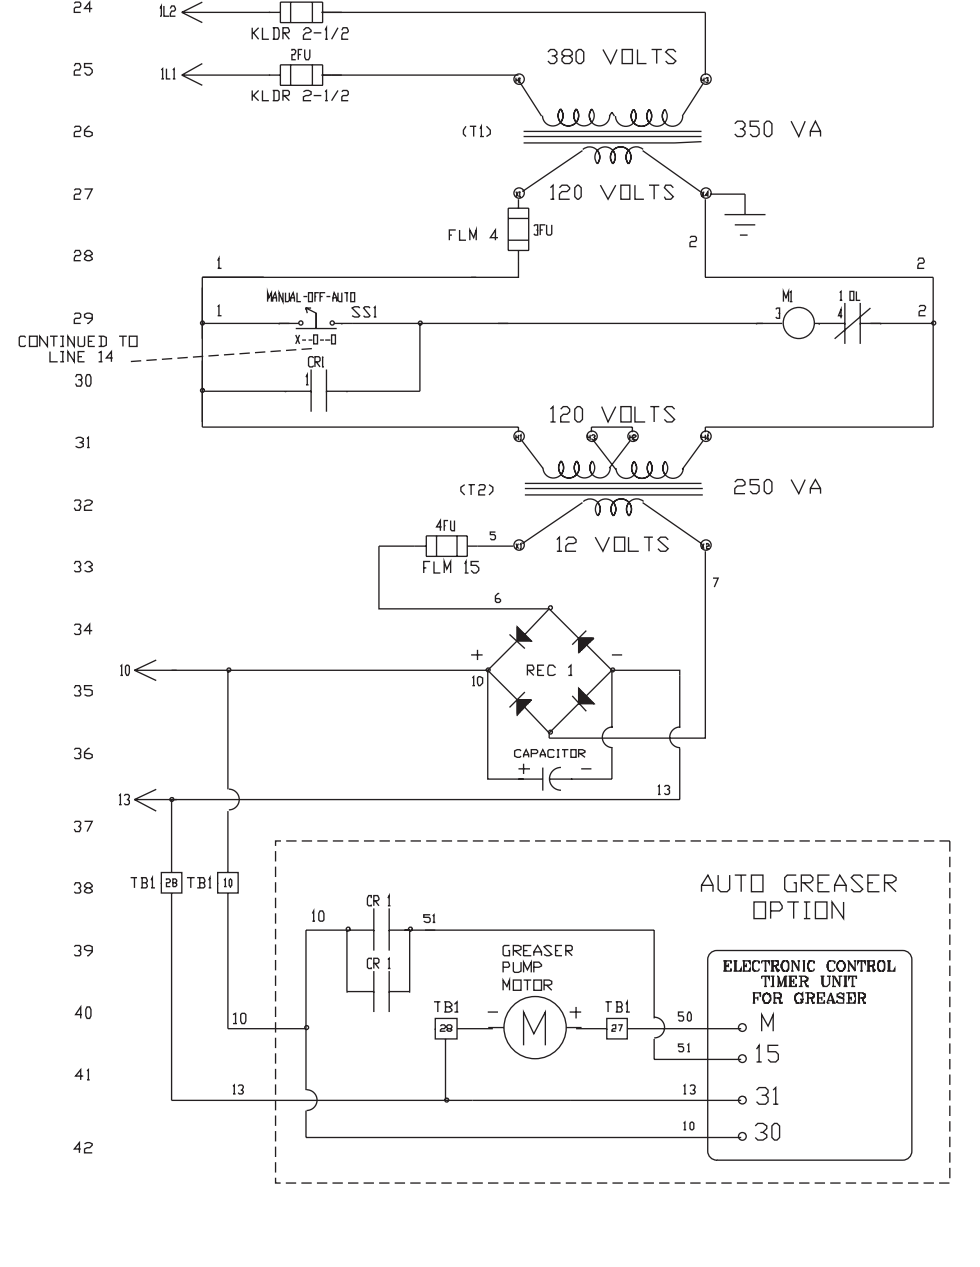 24
1L2
KLDR 2-1/2
2FU
380 VOLTS
25
1L1
KLDR 2-1/2
26
(T1)
350 VA
27
120 VOLTS
FLM 4
3FU
2
28
1
2
MANUAL-OFF-AUTO
M1
1 OL
29
1
SS1
3
4
2
CONTINUED TO
LINE 14
X--O--O
CR1
30
1
120 VOLTS
31
(T2)
250 VA
32
4FU
5
12 VOLTS
33
FLM 15
7
6
34
+
-
10
REC 1
10
35
36
CAPACITOR
+
-
13
13
37
TB1
28
TB1
10
38
AUTO GREASER
OPTION
CR 1
10
51
39
GREASER
PUMP
MOTOR
CR 1
ELECTRONIC CONTROL
TIMER UNIT
FOR GREASER
40
TB1
-
+
TB1
10
28
M
27
50
M
51
15
41
13
13
31
10
30
42